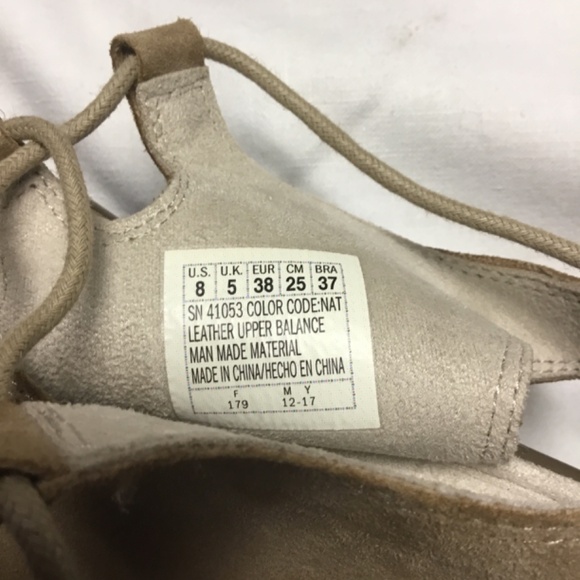 U.S. U.K. EUR CM BRA
8 5 38 25 37
SN 41053 COLOR CODE:NAT
LEATHER UPPER BALANCE
MAN MADE MATERIAL
MADE IN CHINA/HECHO EN CHINA
F M Y
179 12-17